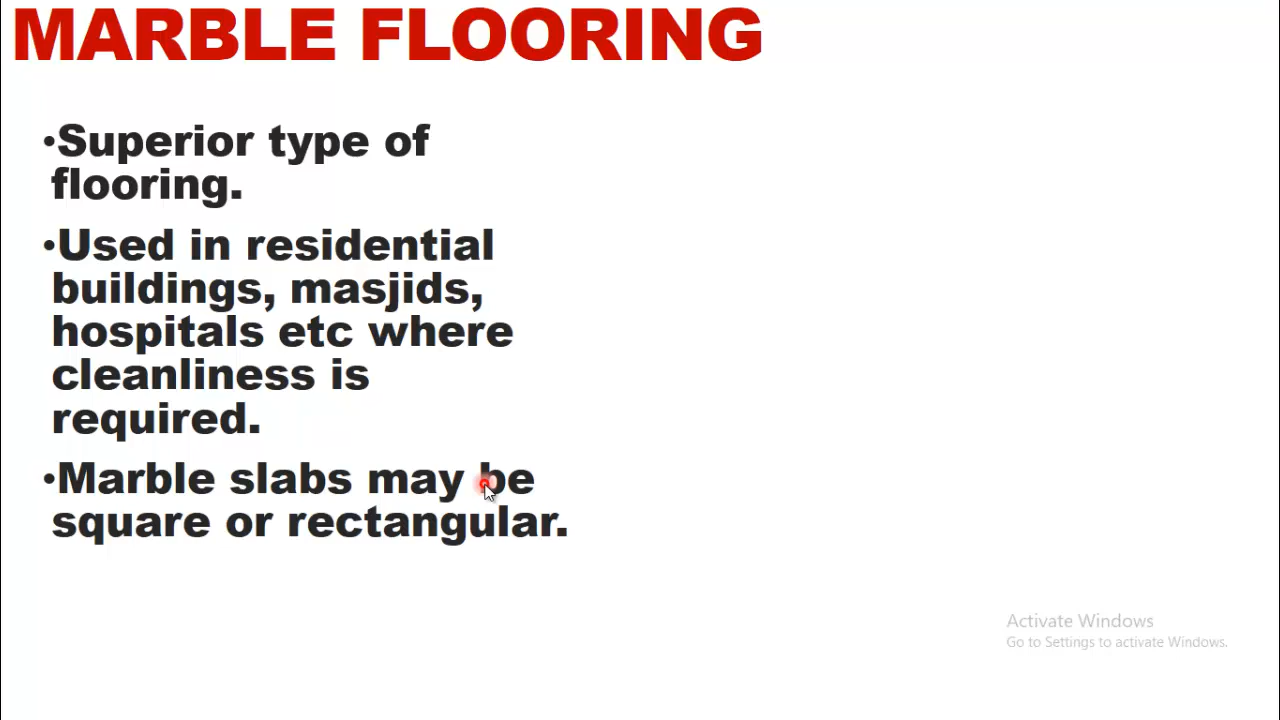 MARBLE FLOORING
•Superior type of
flooring.
•Used in residential
buildings, masjids,
hospitals etc where
cleanliness is
required.
•Marble slabs may be
square or rectangular.
Activate Windows
Go to Settings to activate Windows.